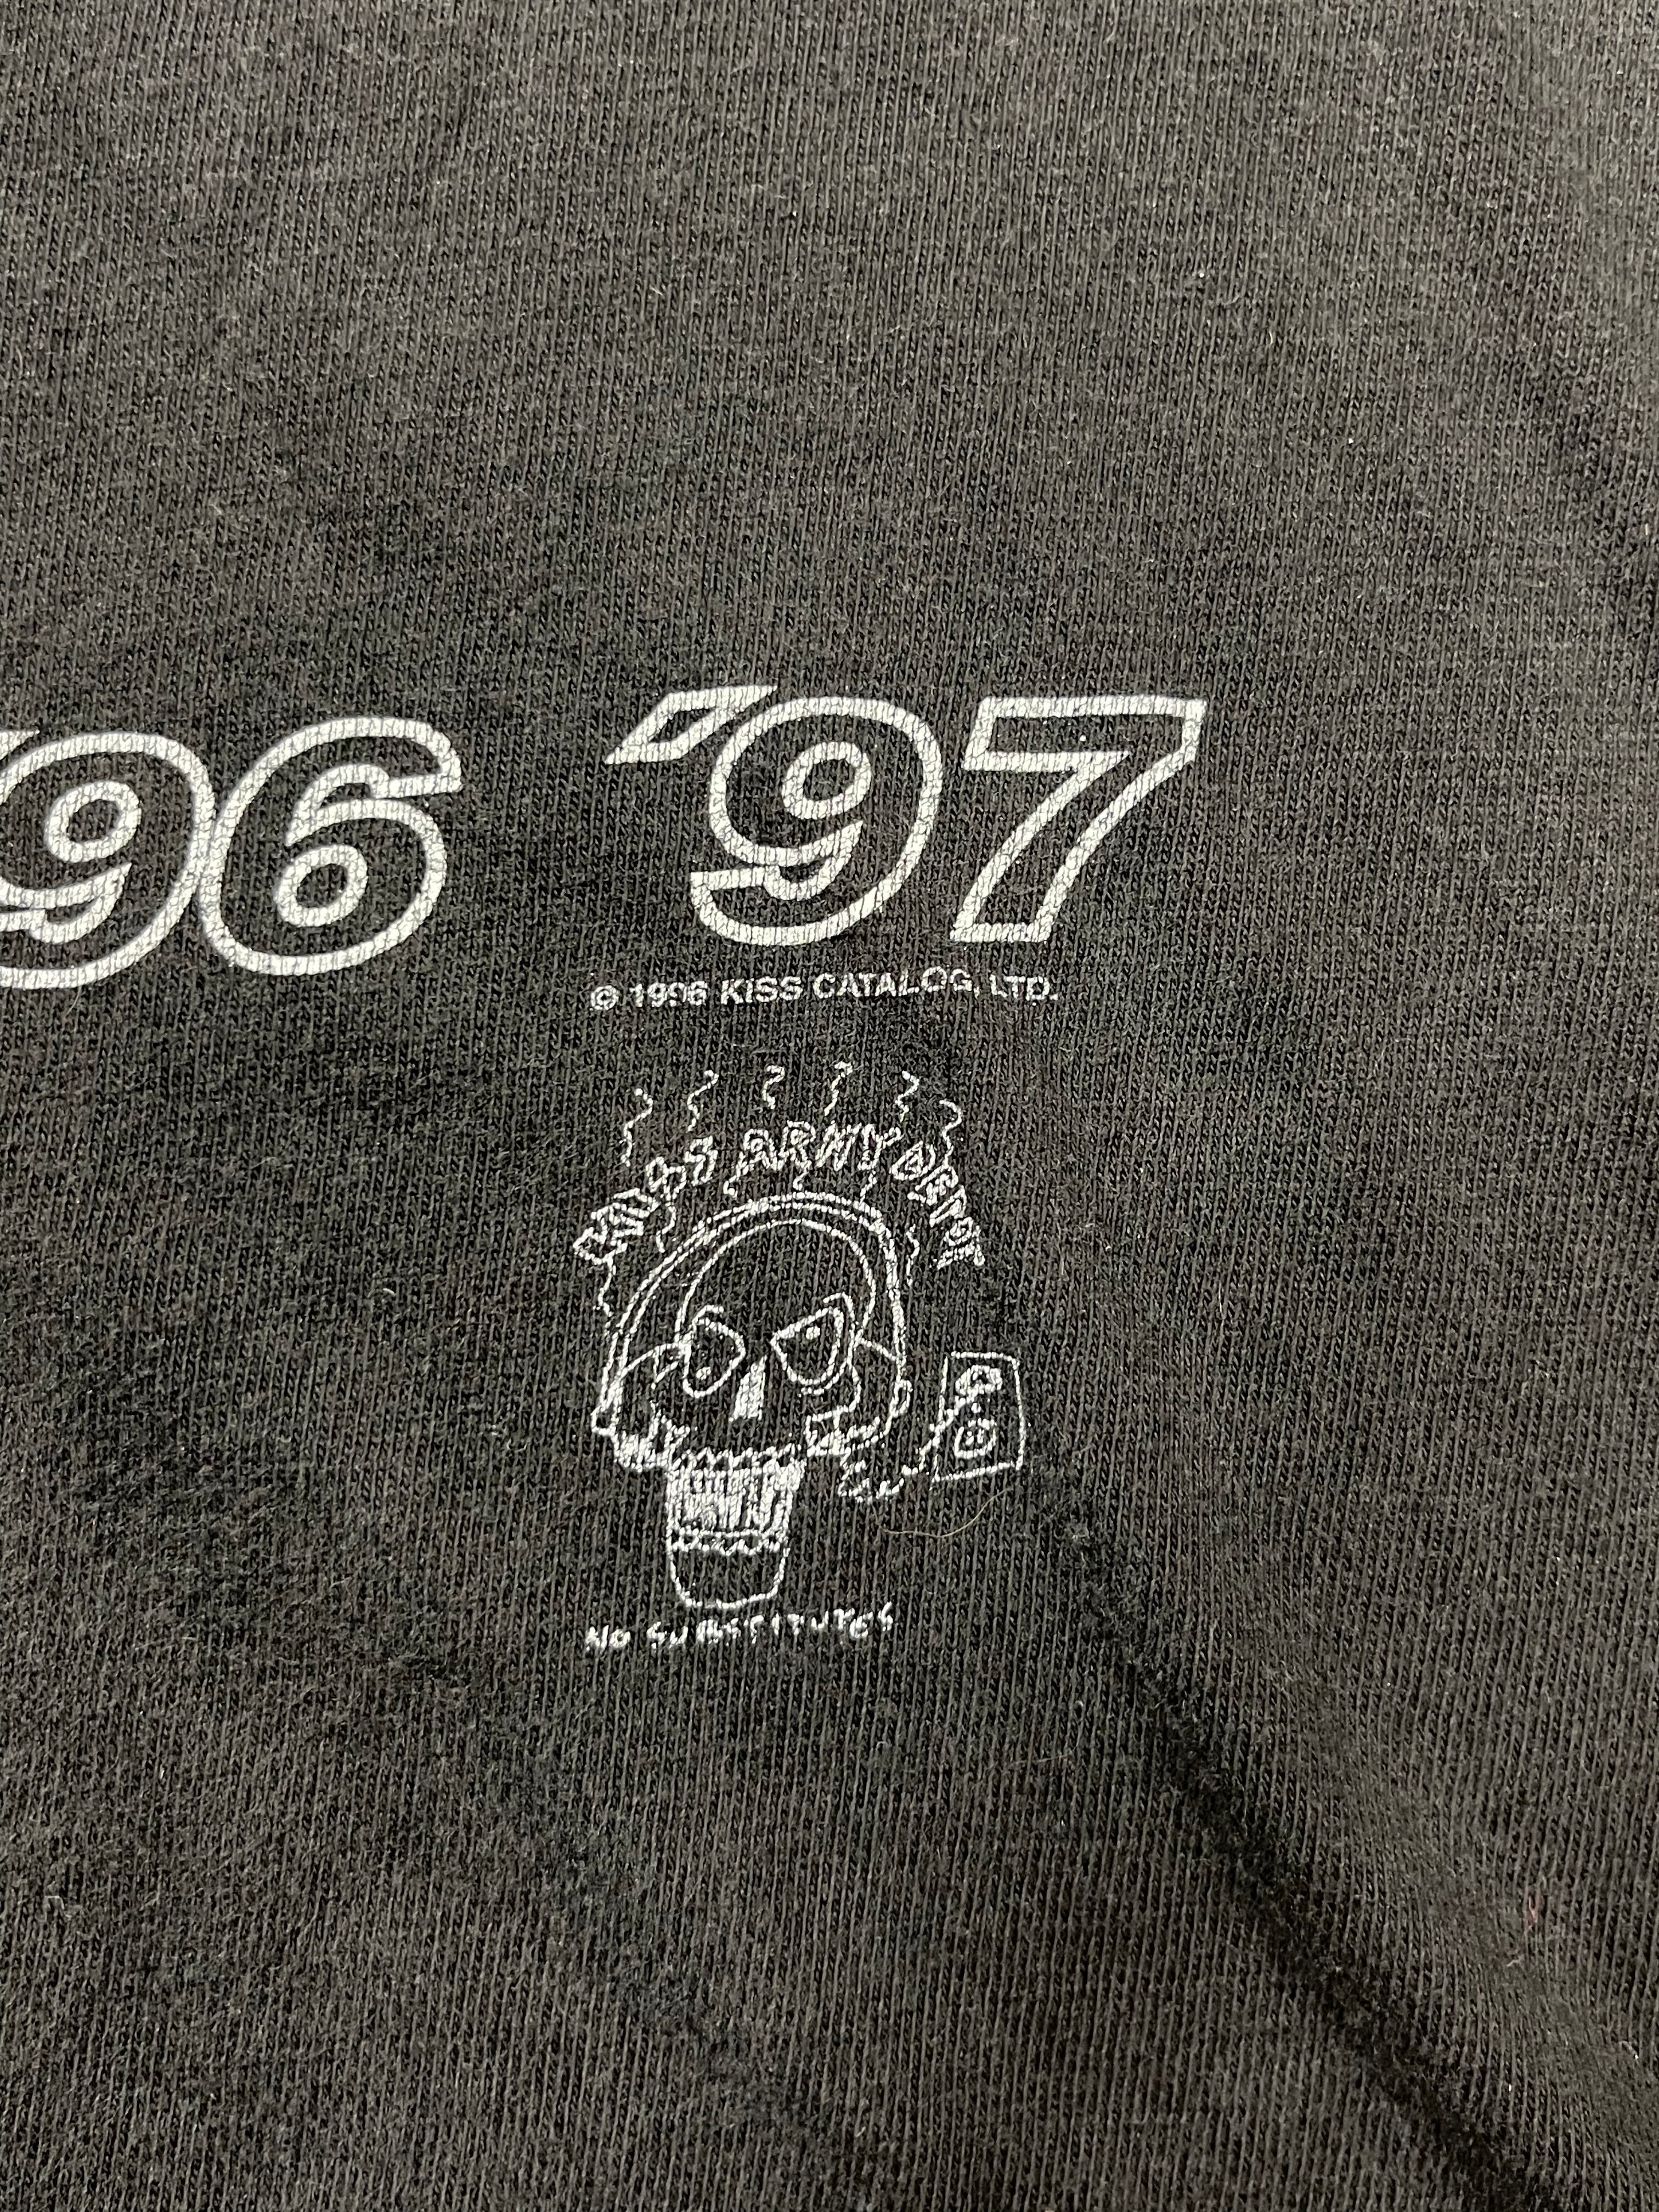 '96 '97
© 1996 KISS CATALOG, LTD.
KISS ARMY DEPOT
NO SUBSTITUTES